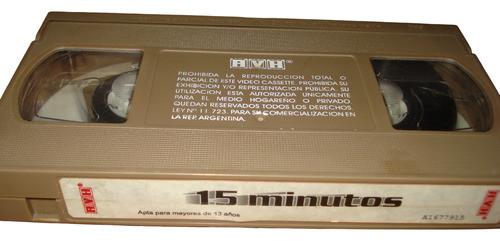 AVH
PROHIBIDA LA REPRODUCCION TOTAL O
PARCIAL DE ESTE VIDEO CASSETTE. PROHIBIDA SU
EXHIBICION Y/O REPRESENTACION PUBLICA. SU
UTILIZACION ESTA AUTORIZADA UNICAMENTE
PARA EL MEDIO HOGAREÑO O PRIVADO
QUEDAN RESERVADOS TODOS LOS DERECHOS
LEY Nº 11.723. PARA SU COMERCIALIZACION EN
LA REP. ARGENTINA.
AVH
15 minutos
Apta para mayores de 13 años
AVH
A1677915